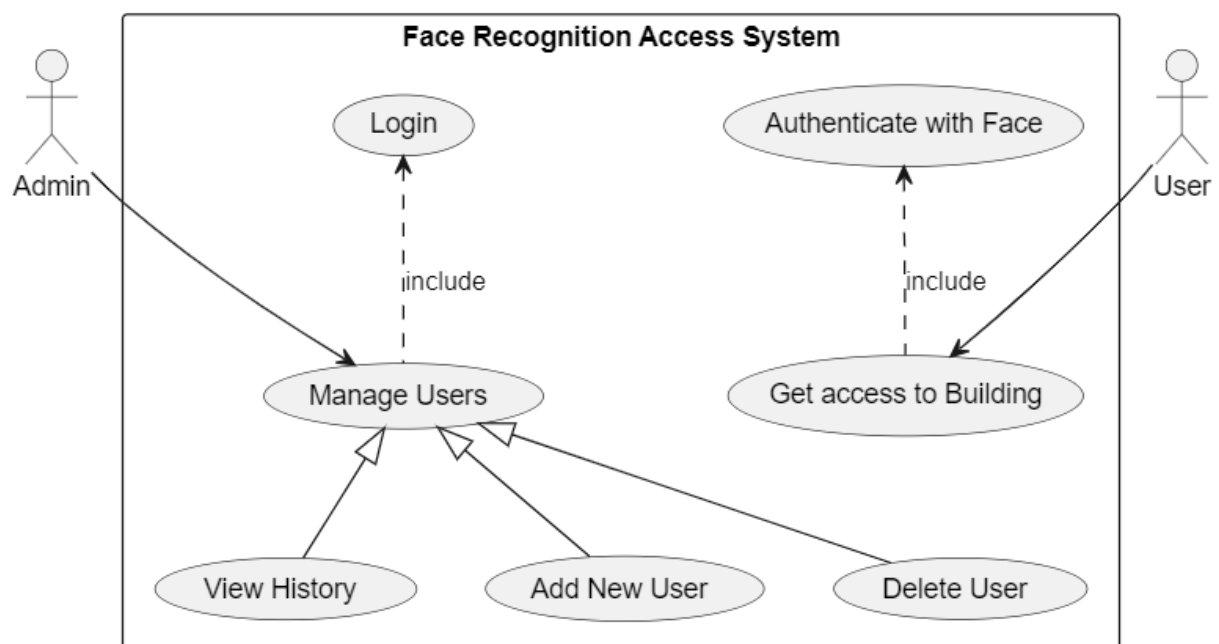 Face Recognition Access System
Login
Authenticate with Face
Admin
User
include
include
Manage Users
Get access to Building
View History
Add New User
Delete User